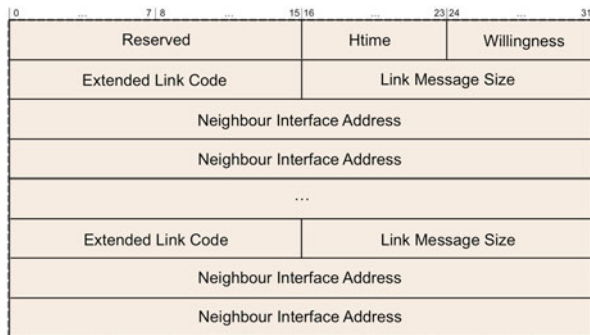 0 ... 7 8 ... 15 16 ... 23 24 ... 31
Reserved Htime Willingness
Extended Link Code Link Message Size
Neighbour Interface Address
Neighbour Interface Address
...
Extended Link Code Link Message Size
Neighbour Interface Address
Neighbour Interface Address